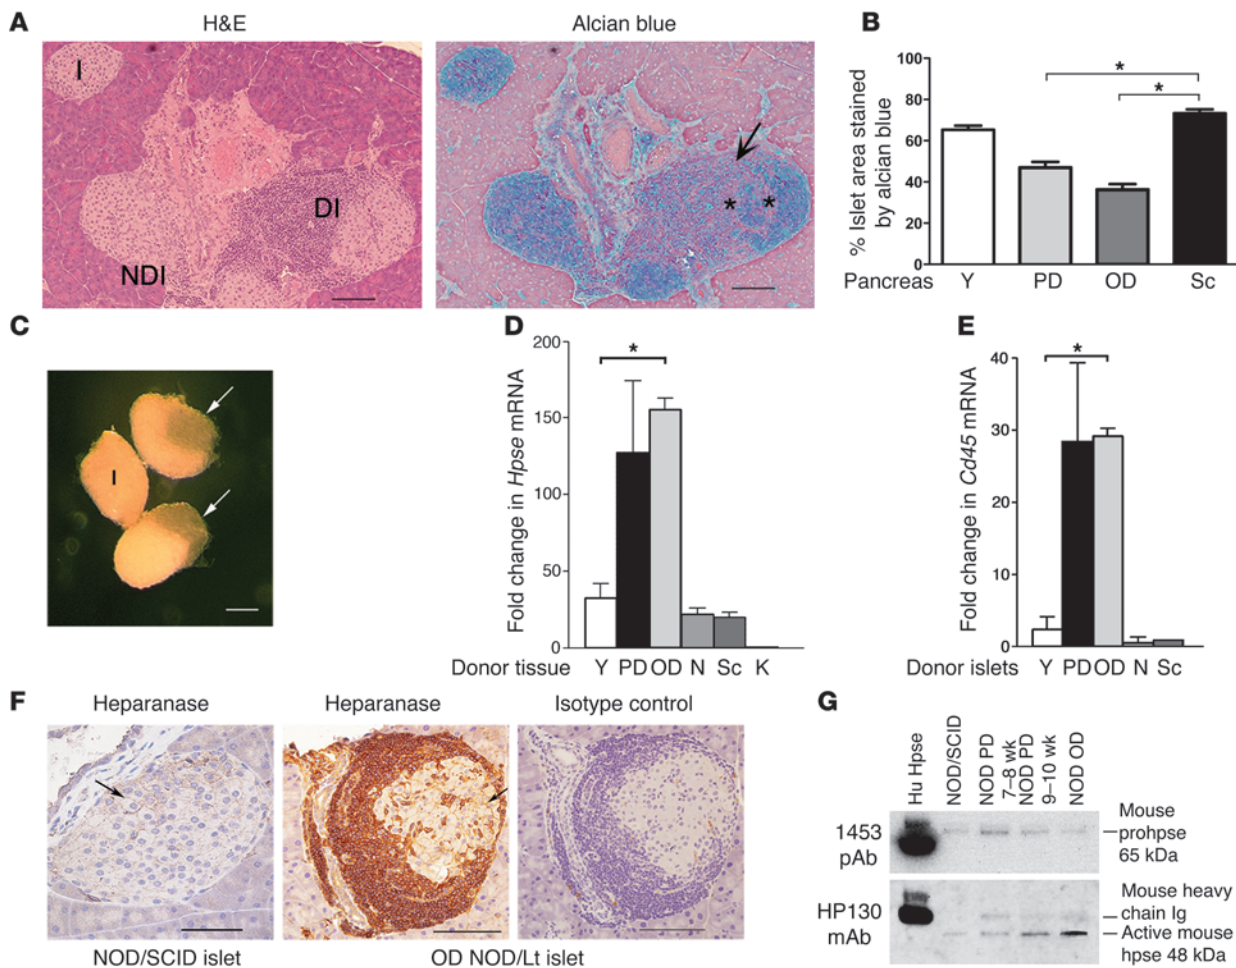 A
H&E
Alcian blue
I
DI
NDI
*
*
B
% Islet area stained
by alcian blue
100
80
60
40
20
0
*
*
Pancreas Y PD OD Sc
C
I
D
Fold change in Hpse mRNA
200
150
100
50
0
*
Donor tissue Y PD OD N Sc K
E
Fold change in Cd45 mRNA
40
30
20
10
0
*
Donor islets Y PD OD N Sc
F
Heparanase
Heparanase
Isotype control
NOD/SCID islet
OD NOD/Lt islet
G
Hu Hpse
NOD/SCID
NOD PD
7–8 wk
NOD PD
9–10 wk
NOD OD
1453
pAb
Mouse
prohpse
65 kDa
HP130
mAb
Mouse heavy
chain Ig
Active mouse
hpse 48 kDa